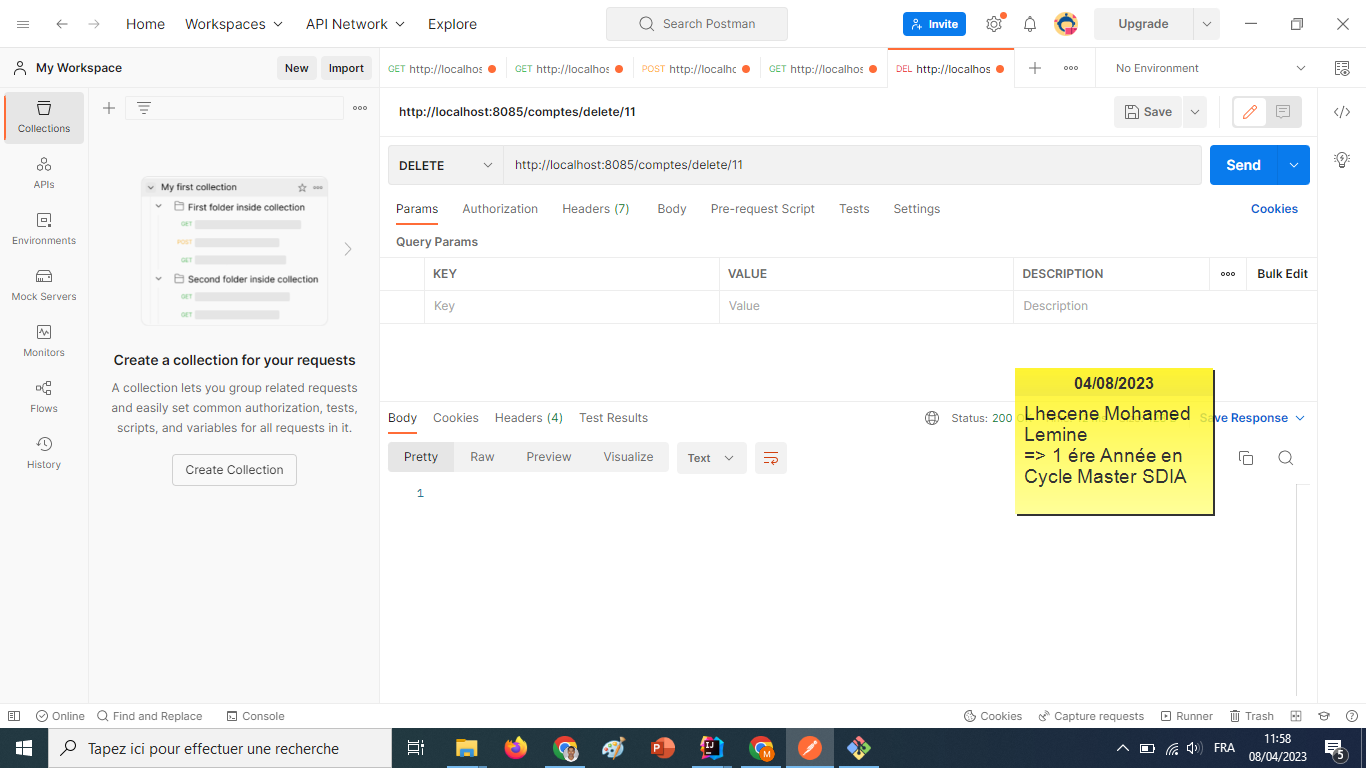 Home Workspaces API Network Explore Search Postman Invite Upgrade
My Workspace New Import GET http://localhos GET http://localhos POST http://localhc GET http://localhos DEL http://localhos No Environment
Collections
APIs
Environments
Mock Servers
Monitors
Flows
History
My first collection
First folder inside collection
GET
POST
GET
Second folder inside collection
GET
GET
Create a collection for your requests
A collection lets you group related requests
and easily set common authorization, tests,
scripts, and variables for all requests in it.
Create Collection
http://localhost:8085/comptes/delete/11 Save
DELETE http://localhost:8085/comptes/delete/11 Send
Params Authorization Headers (7) Body Pre-request Script Tests Settings Cookies
Query Params
KEY VALUE DESCRIPTION Bulk Edit
Key Value Description
04/08/2023
Lhecene Mohamed
Lemine
=> 1 ére Année en
Cycle Master SDIA
Body Cookies Headers (4) Test Results Status: 200 Save Response
Pretty Raw Preview Visualize Text
1
Online Find and Replace Console Cookies Capture requests Runner Trash
Tapez ici pour effectuer une recherche FRA 11:58
08/04/2023 5